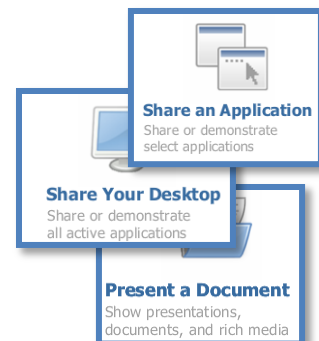 Share an Application
Share or demonstrate
select applications
Share Your Desktop
Share or demonstrate
all active applications
Present a Document
Show presentations,
documents, and rich media